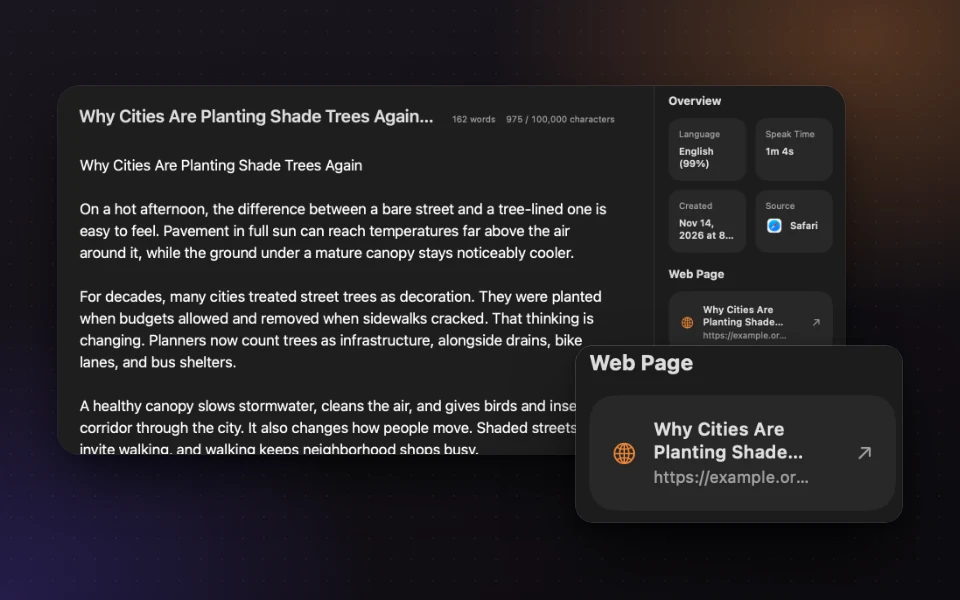 Why Cities Are Planting Shade Trees Again...
162 words
975 / 100,000 characters
Why Cities Are Planting Shade Trees Again
On a hot afternoon, the difference between a bare street and a tree-lined one is
easy to feel. Pavement in full sun can reach temperatures far above the air
around it, while the ground under a mature canopy stays noticeably cooler.
For decades, many cities treated street trees as decoration. They were planted
when budgets allowed and removed when sidewalks cracked. That thinking is
changing. Planners now count trees as infrastructure, alongside drains, bike
lanes, and bus shelters.
A healthy canopy slows stormwater, cleans the air, and gives birds and inse
corridor through the city. It also changes how people move. Shaded streets
invite walking, and walking keeps neighborhood shops busy.
Overview
Language
English
(99%)
Speak Time
1m 4s
Created
Nov 14,
2026 at 8...
Source
Safari
Web Page
Why Cities Are
Planting Shade...
https://example.or...
Web Page
Why Cities Are
Planting Shade...
https://example.or...